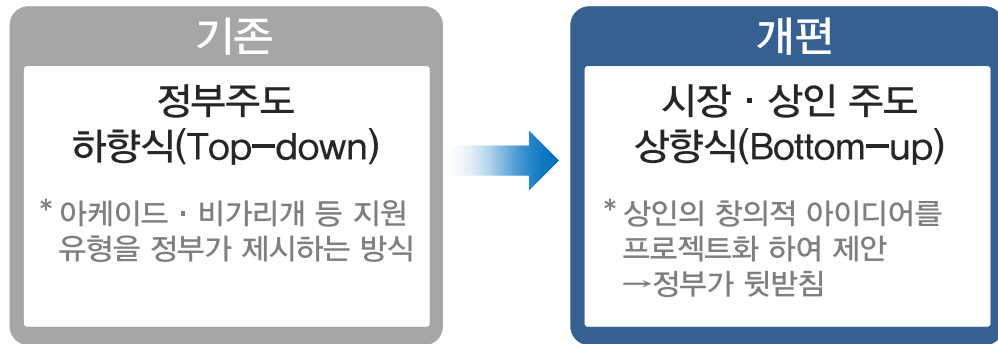 기존
정부주도
하향식(Top-down)
* 아케이드 · 비가리개 등 지원
유형을 정부가 제시하는 방식
개편
시장 · 상인 주도
상향식(Bottom-up)
* 상인의 창의적 아이디어를
프로젝트화 하여 제안
→정부가 뒷받침